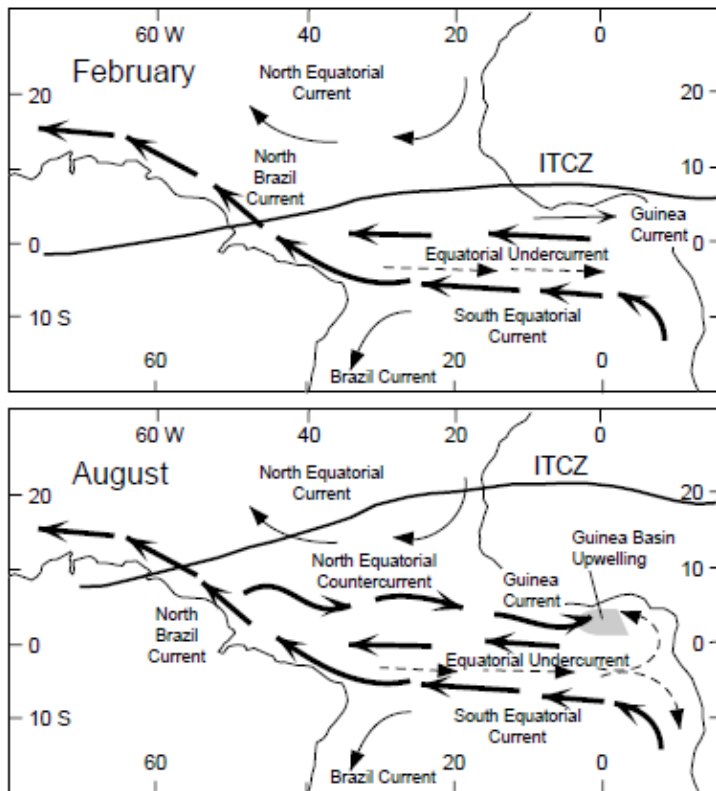 60 W
40
20
0
February
North Equatorial
Current
20
20
North
Brazil
Current
ITCZ
10
10
Guinea
Current
0
0
Equatorial Undercurrent
10 S
South Equatorial
Current
60
20
0
Brazil Current
60 W
40
20
0
August
North Equatorial
Current
ITCZ
20
20
Guinea Basin
Upwelling
North Equatorial
Countercurrent
Guinea
Current
10
10
North
Brazil
Current
0
0
Equatorial Undercurrent
10 S
South Equatorial
Current
60
20
0
Brazil Current